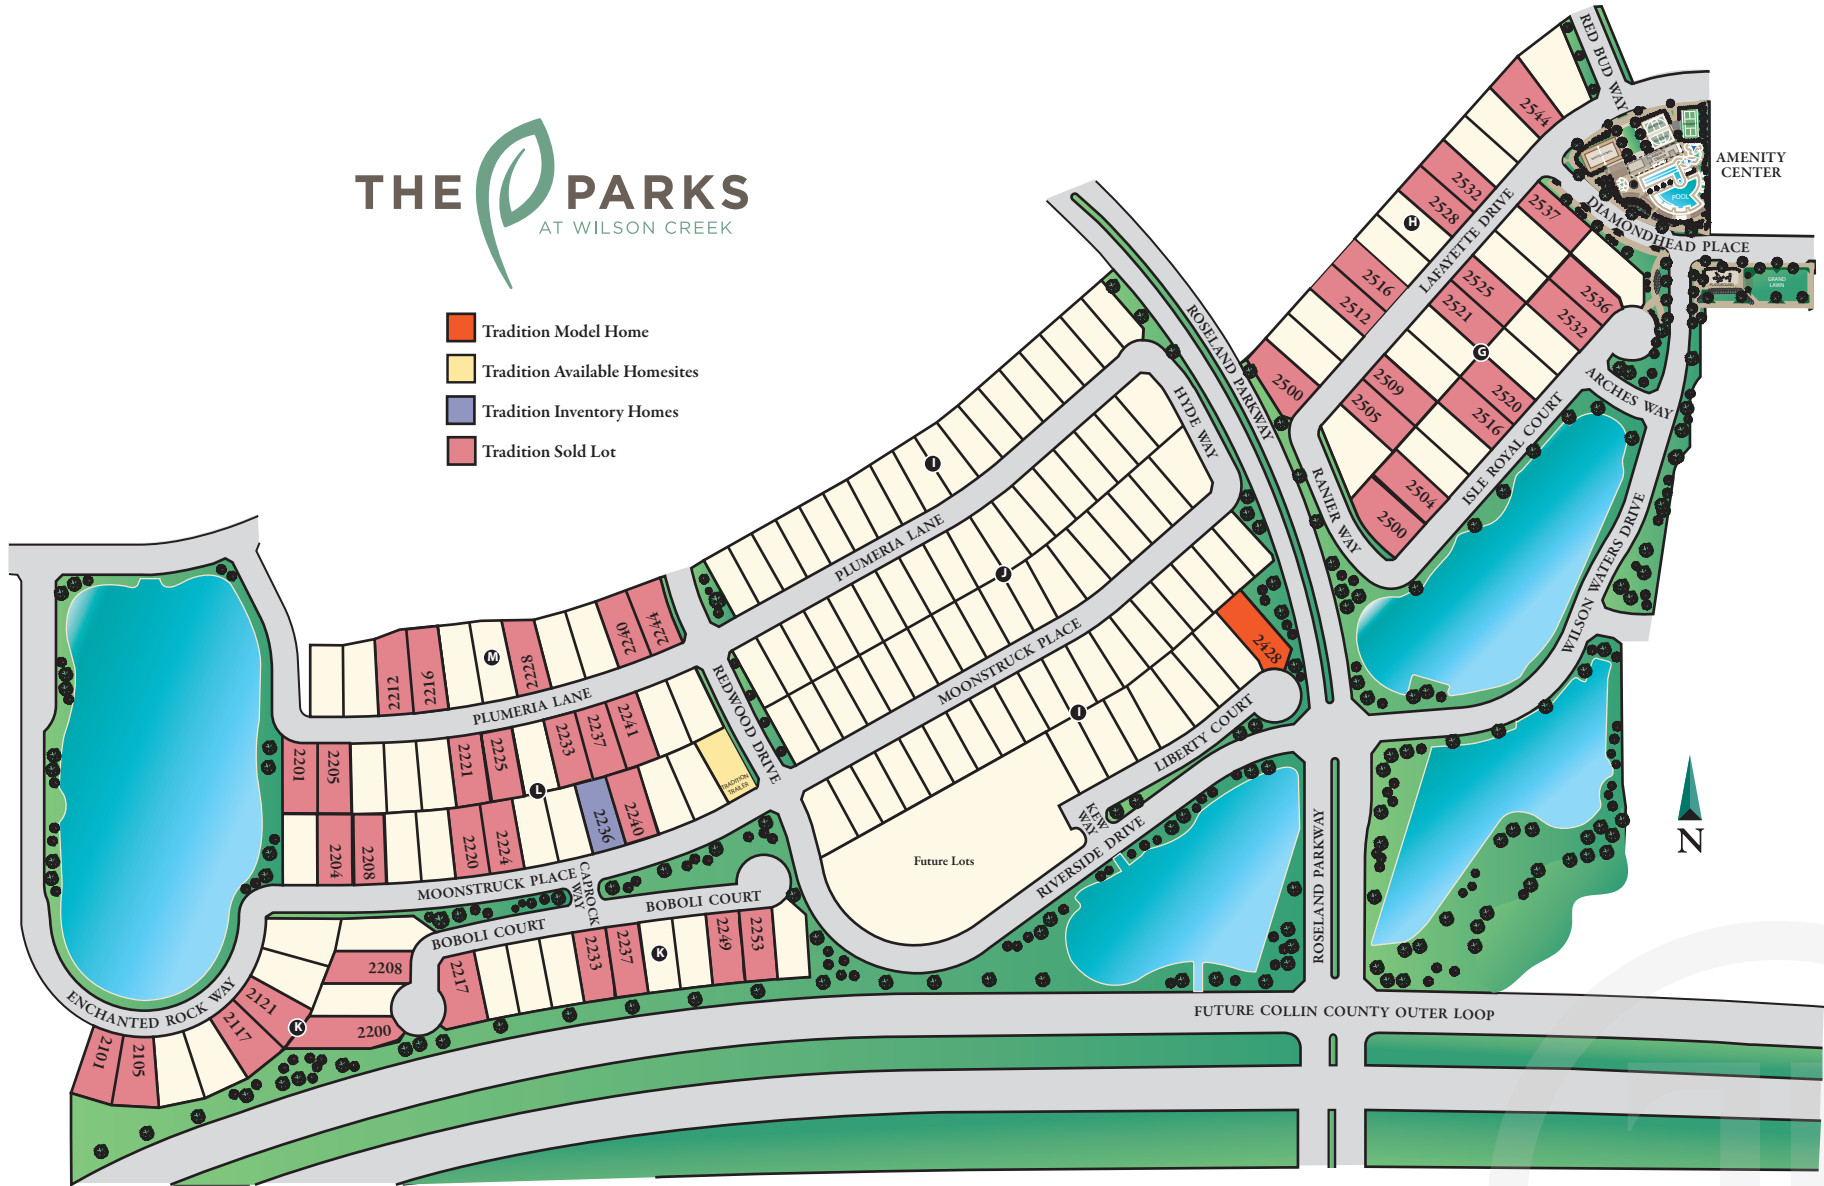 THE PARKS
AT WILSON CREEK
Tradition Model Home
Tradition Available Homesites
Tradition Inventory Homes
Tradition Sold Lot
RED BUD WAY
AMENITY
CENTER
POOL
DIAMONDHEAD PLACE
GRAND
LAWN
LAFAYETTE DRIVE
2544
2532
2528
H
2516
2512
2500
2537
2525
2521
2536
2532
G
2509
2505
2520
2516
2504
2500
ARCHES WAY
ISLE ROYAL COURT
RANIER WAY
WILSON WATERS DRIVE
ROSELAND PARKWAY
HYDE WAY
I
PLUMERIA LANE
J
MOONSTRUCK PLACE
I
2428
LIBERTY COURT
KEW
WAY
RIVERSIDE DRIVE
Future Lots
ROSELAND PARKWAY
N
REDWOOD DRIVE
2212
2216
M
2228
2240
2244
PLUMERIA LANE
2201
2205
2221
2225
2233
2237
2241
L
TRADITION
TRAILER
2204
2208
2220
2224
2236
2240
MOONSTRUCK PLACE
CAPROCK
WAY
BOBOLI COURT
BOBOLI COURT
2208
2200
2217
2233
2237
K
2249
2253
ENCHANTED ROCK WAY
2121
2117
K
2101
2105
FUTURE COLLIN COUNTY OUTER LOOP